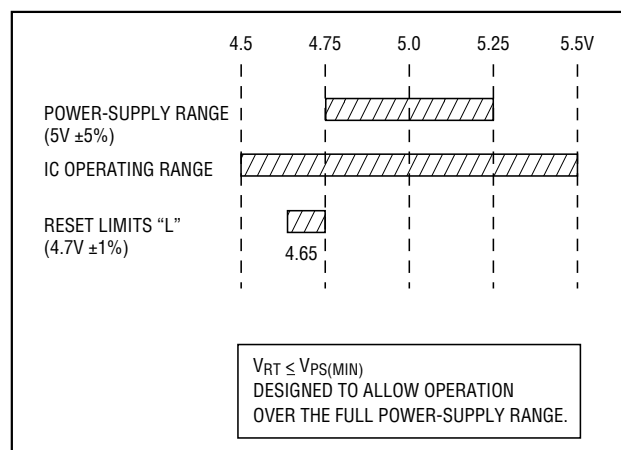 4.5 4.75 5.0 5.25 5.5V
POWER-SUPPLY RANGE
(5V ±5%)
IC OPERATING RANGE
RESET LIMITS “L”
(4.7V ±1%)
4.65
VRT ≤ VPS(MIN)
DESIGNED TO ALLOW OPERATION
OVER THE FULL POWER-SUPPLY RANGE.